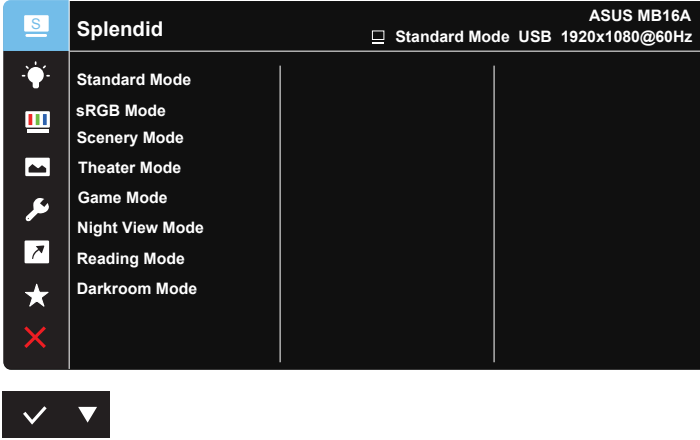 S
Splendid
ASUS MB16A
Standard Mode USB 1920x1080@60Hz
Standard Mode
sRGB Mode
Scenery Mode
Theater Mode
Game Mode
Night View Mode
Reading Mode
Darkroom Mode